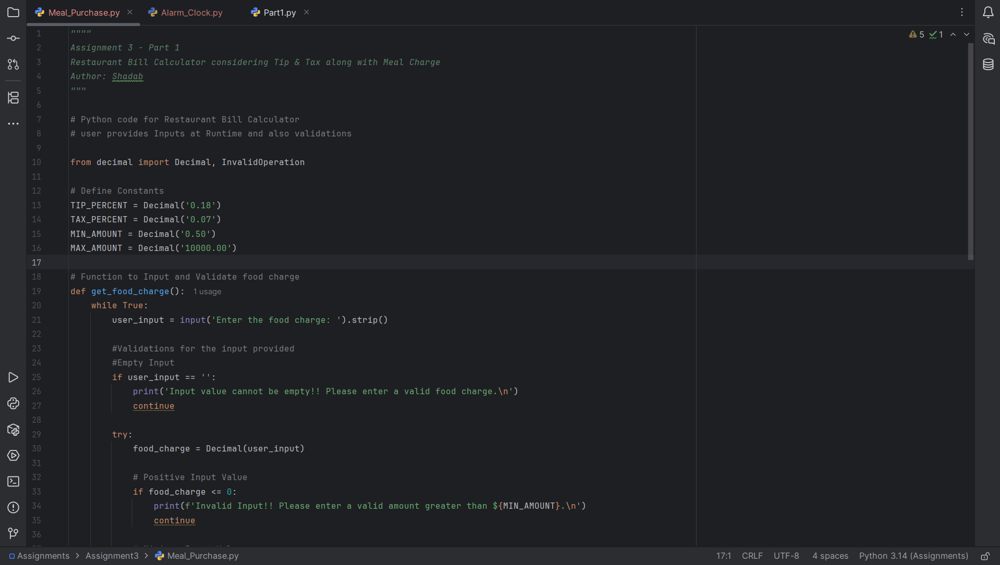 Meal_Purchase.py
Alarm_Clock.py
Part1.py
5
1
1 """"
2 Assignment 3 - Part 1
3 Restaurant Bill Calculator considering Tip & Tax along with Meal Charge
4 Author: Shadab
5 """
6
7 # Python code for Restaurant Bill Calculator
8 # user provides Inputs at Runtime and also validations
9
10 from decimal import Decimal, InvalidOperation
11
12 # Define Constants
13 TIP_PERCENT = Decimal('0.18')
14 TAX_PERCENT = Decimal('0.07')
15 MIN_AMOUNT = Decimal('0.50')
16 MAX_AMOUNT = Decimal('10000.00')
17
18 # Function to Input and Validate food charge
19 def get_food_charge(): 1 usage
20 while True:
21 user_input = input('Enter the food charge: ').strip()
22
23 #Validations for the input provided
24 #Empty Input
25 if user_input == '':
26 print('Input value cannot be empty!! Please enter a valid food charge.\n')
27 continue
28
29 try:
30 food_charge = Decimal(user_input)
31
32 # Positive Input Value
33 if food_charge <= 0:
34 print(f'Invalid Input!! Please enter a valid amount greater than ${MIN_AMOUNT}.\n')
35 continue
36
Assignments > Assignment3 > Meal_Purchase.py
17:1 CRLF UTF-8 4 spaces Python 3.14 (Assignments)